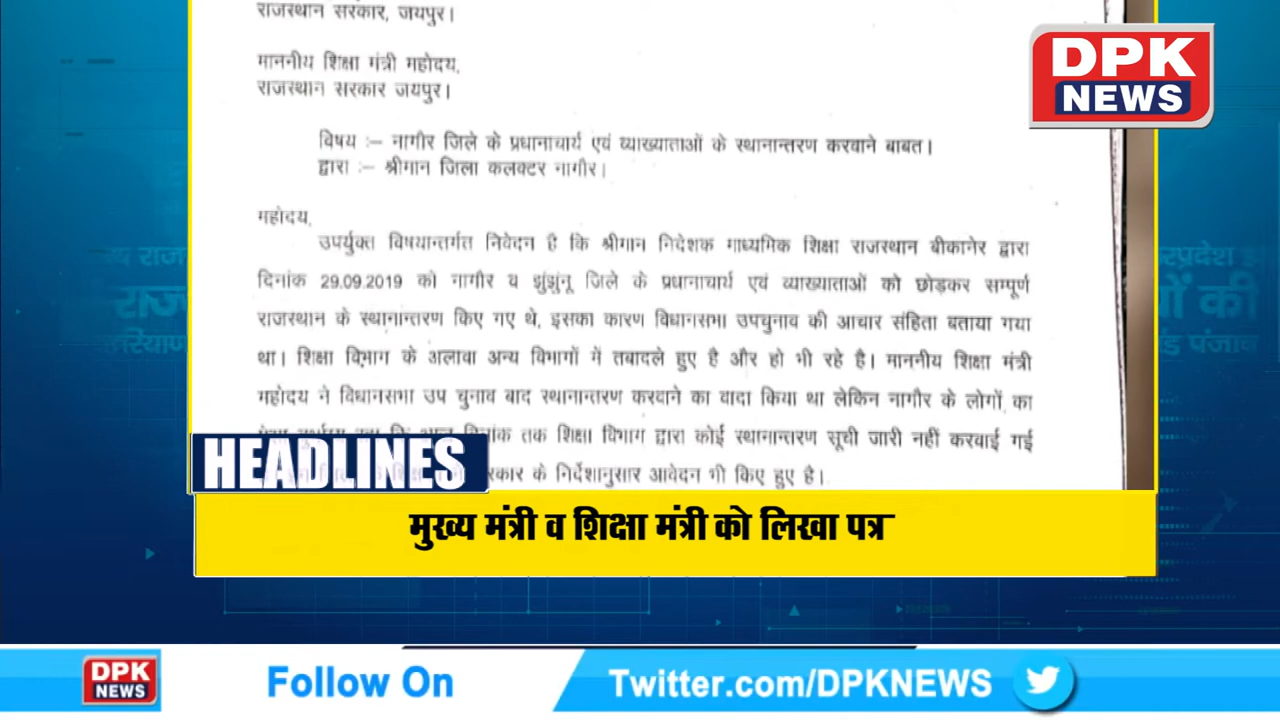 राजस्थान सरकार, जयपुर।
माननीय शिक्षा मंत्री महोदय,
राजस्थान सरकार जयपुर।
DPK
NEWS
विषय :– नागौर जिले के प्रधानाचार्य एवं व्याख्याताओं के स्थानान्तरण करवाने बाबत।
द्वारा :– श्रीमान जिला कलक्टर नागौर।
महोदय,
उपर्युक्त विषयान्तर्गत निवेदन है कि श्रीमान निदेशक माध्यमिक शिक्षा राजस्थान बीकानेर द्वारा
दिनांक 29.09.2019 को नागौर व झुंझुनू जिले के प्रधानाचार्य एवं व्याख्याताओं को छोड़कर सम्पूर्ण
राजस्थान के स्थानान्तरण किए गए थे, इसका कारण विधानसभा उपचुनाव की आचार संहिता बताया गया
था। शिक्षा विभाग के अलावा अन्य विभागों में तबादले हुए है और हो भी रहे है। माननीय शिक्षा मंत्री
महोदय ने विधानसभा उप चुनाव बाद स्थानान्तरण करवाने का वादा किया था लेकिन नागौर के लोगों का
तक शिक्षा विभाग द्वारा कोई स्थानान्तरण सूची जारी नहीं करवाई गई
के निर्देशानुसार आवेदन भी किए हुए है।
HEADLINES
मुख्य मंत्री व शिक्षा मंत्री को लिखा पत्र
DPK
NEWS
Follow On
Twitter.com/DPKNEWS